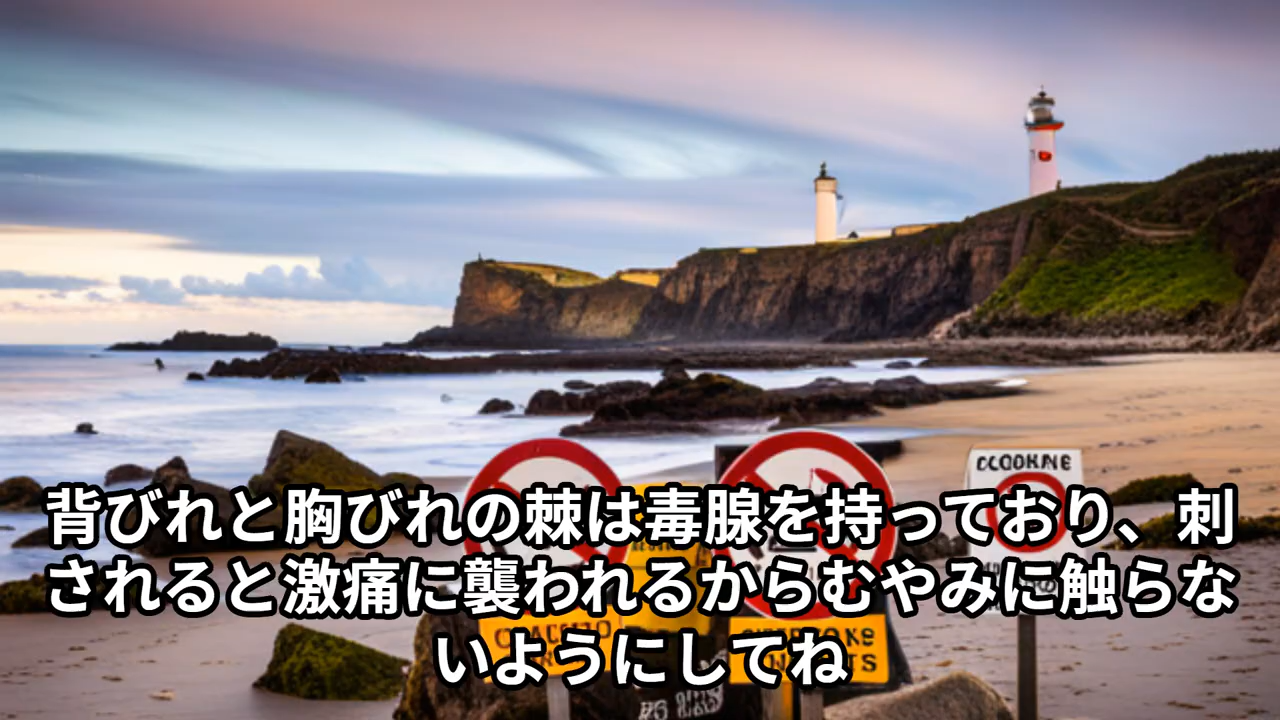 背びれと胸びれの棘は毒腺を持っており、刺
されると激痛に襲われるからむやみに触らな
いようにしてね